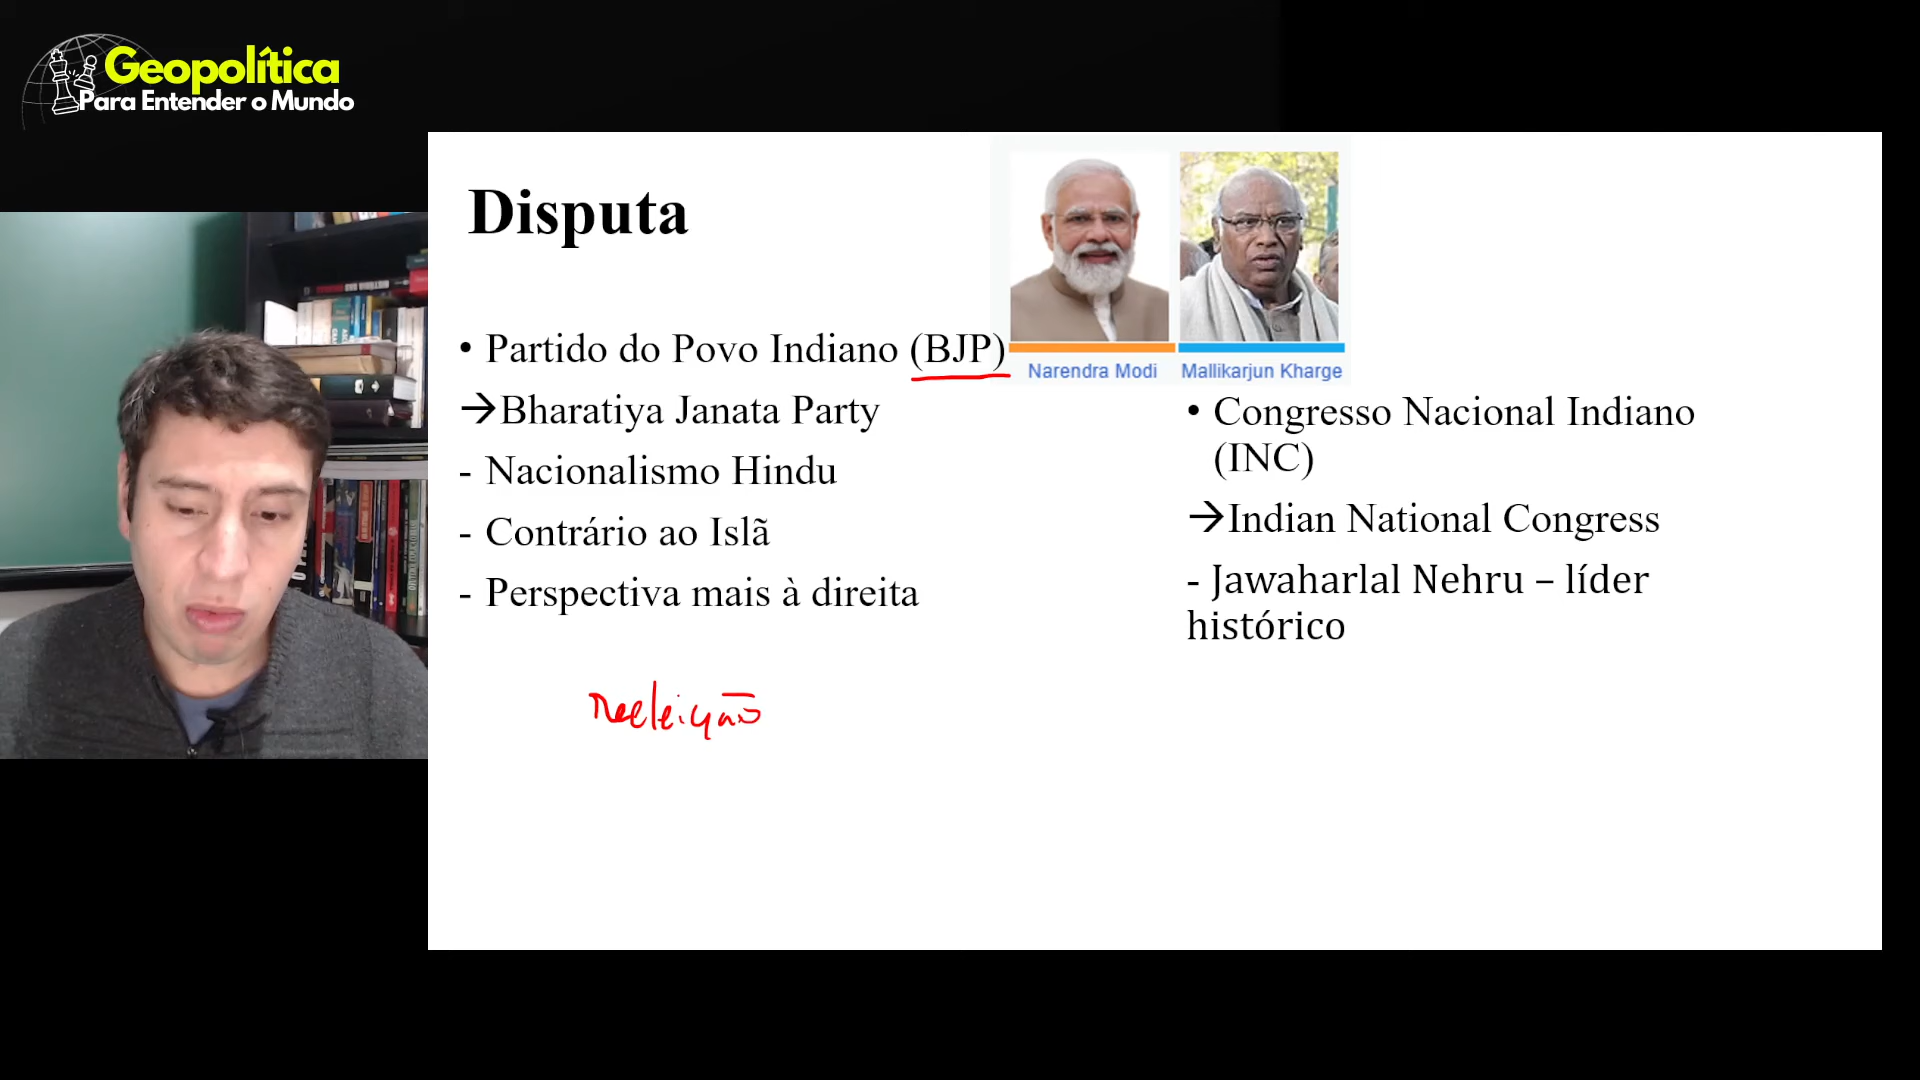 Geopolítica
Para Entender o Mundo
Disputa
Narendra Modi
Mallikarjun Kharge
• Partido do Povo Indiano (BJP)
→Bharatiya Janata Party
- Nacionalismo Hindu
- Contrário ao Islã
- Perspectiva mais à direita
Reeleição
• Congresso Nacional Indiano
(INC)
→Indian National Congress
- Jawaharlal Nehru – líder
histórico